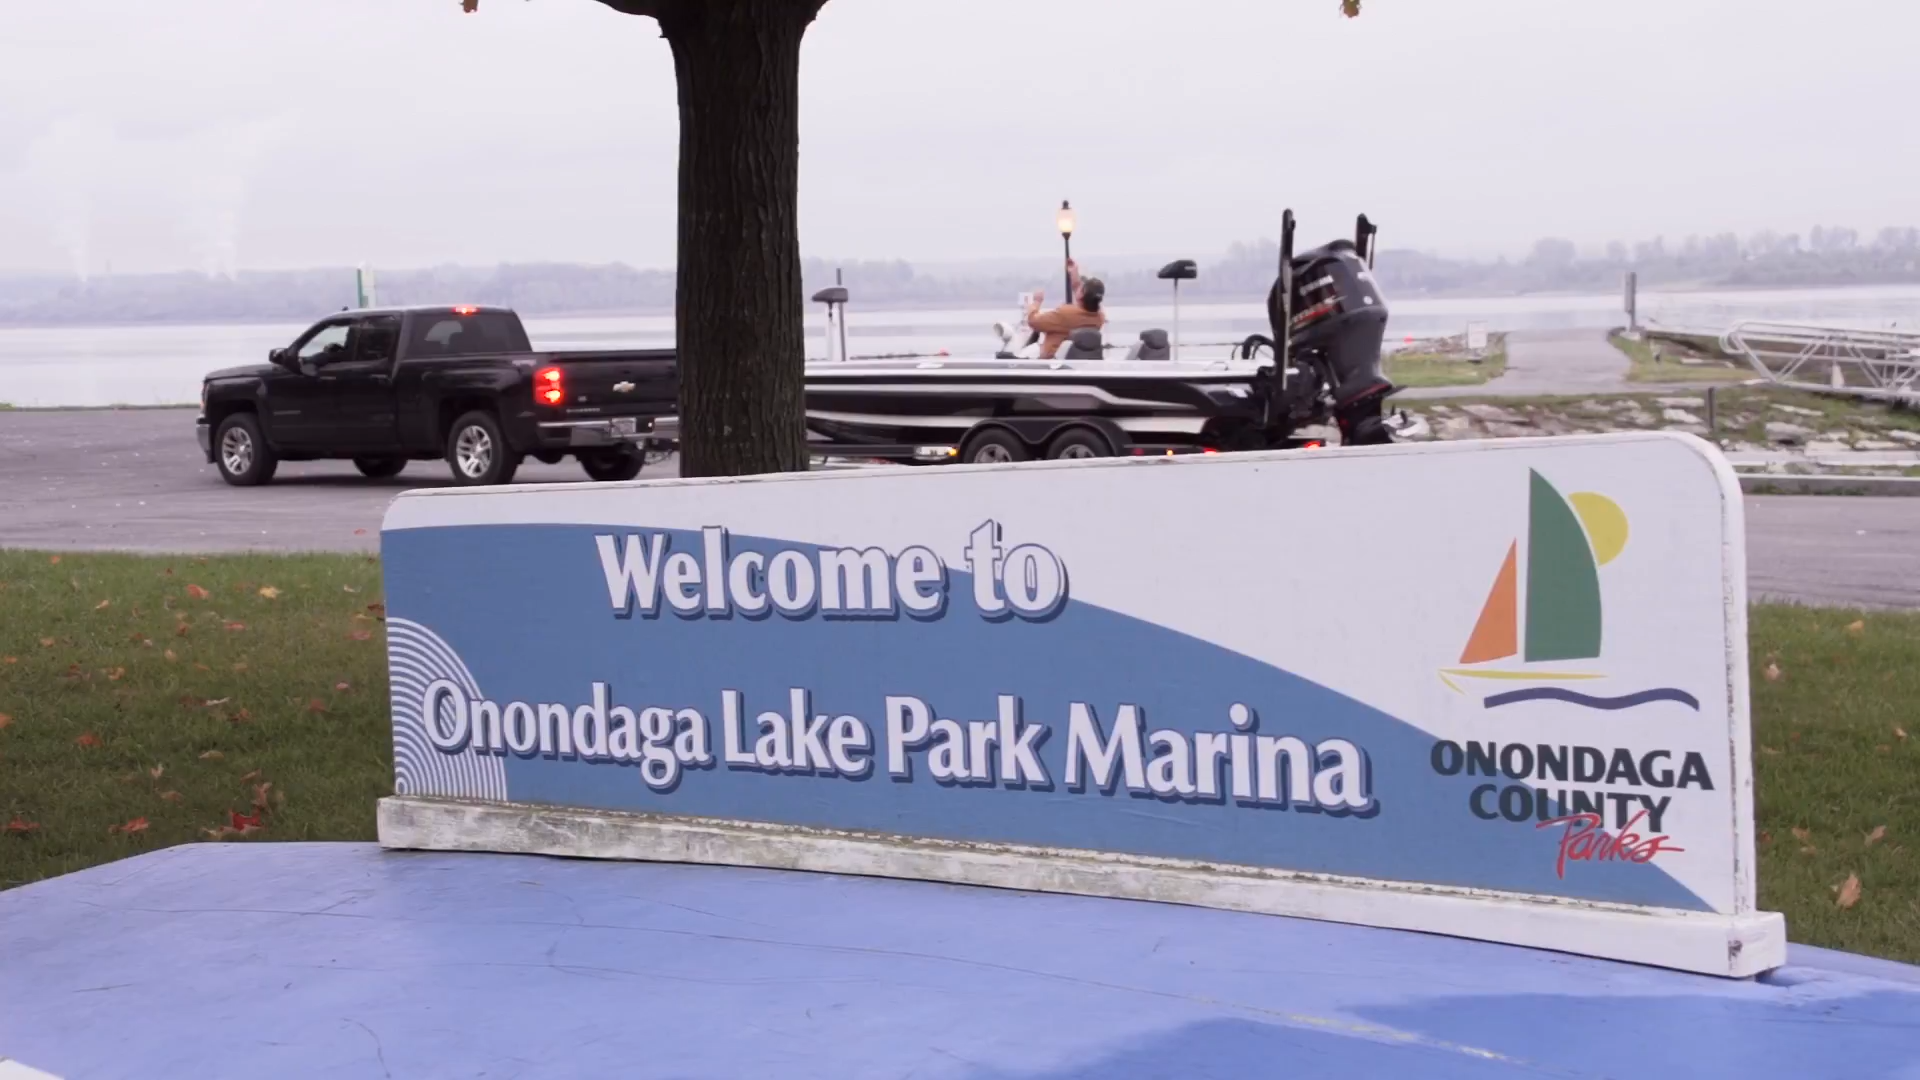 Welcome to
Onondaga Lake Park Marina
ONONDAGA
COUNTY
Parks